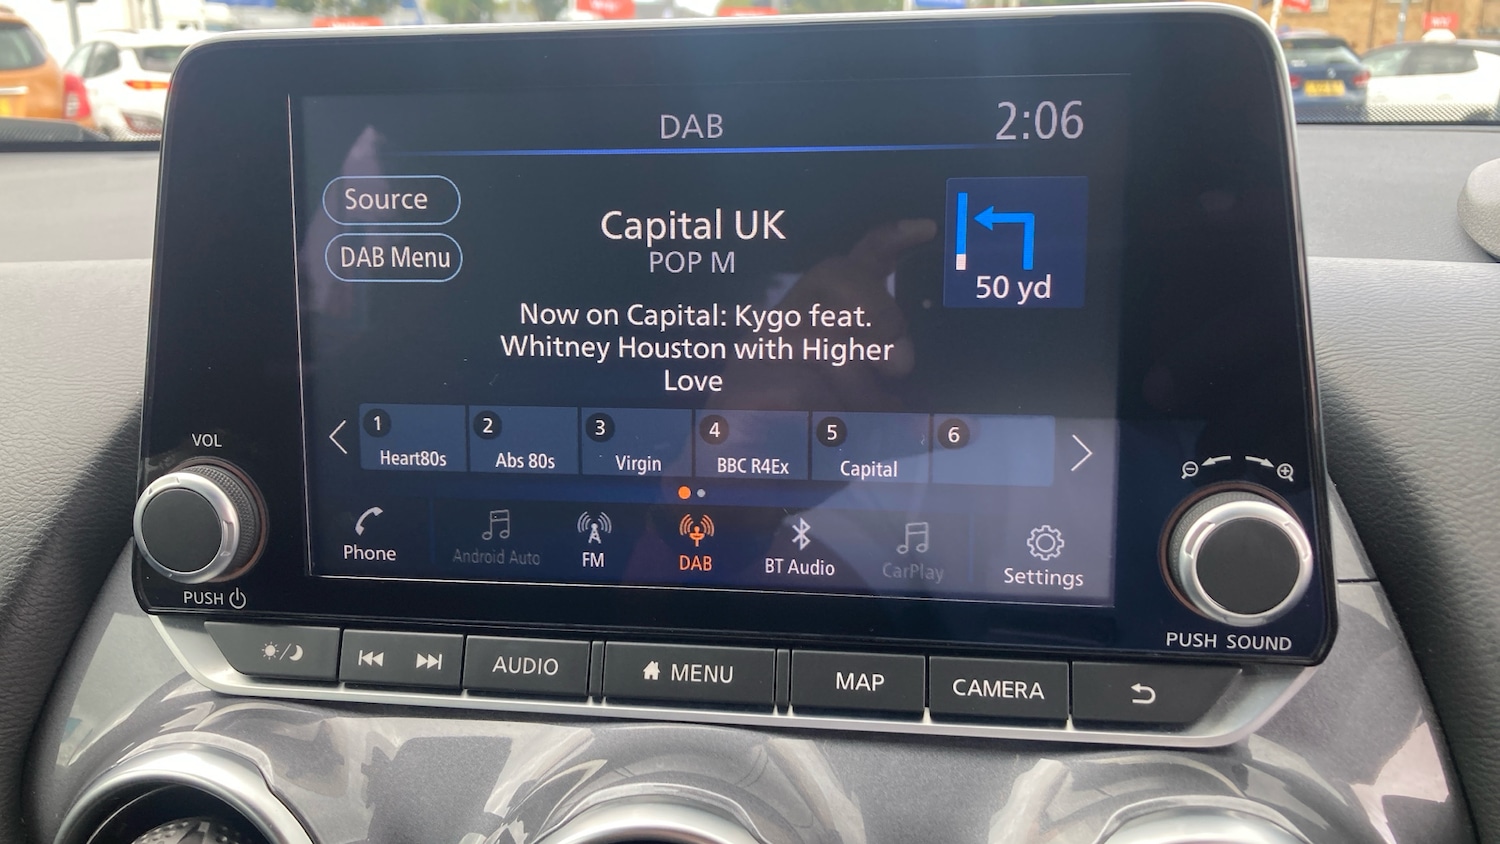 DAB
2:06
Source
DAB Menu
Capital UK
POP M
50 yd
Now on Capital: Kygo feat.
Whitney Houston with Higher
Love
1
Heart80s
2
Abs 80s
3
Virgin
4
BBC R4Ex
5
Capital
6
Phone
Android Auto
FM
DAB
BT Audio
CarPlay
Settings
VOL
PUSH
PUSH SOUND
AUDIO
MENU
MAP
CAMERA